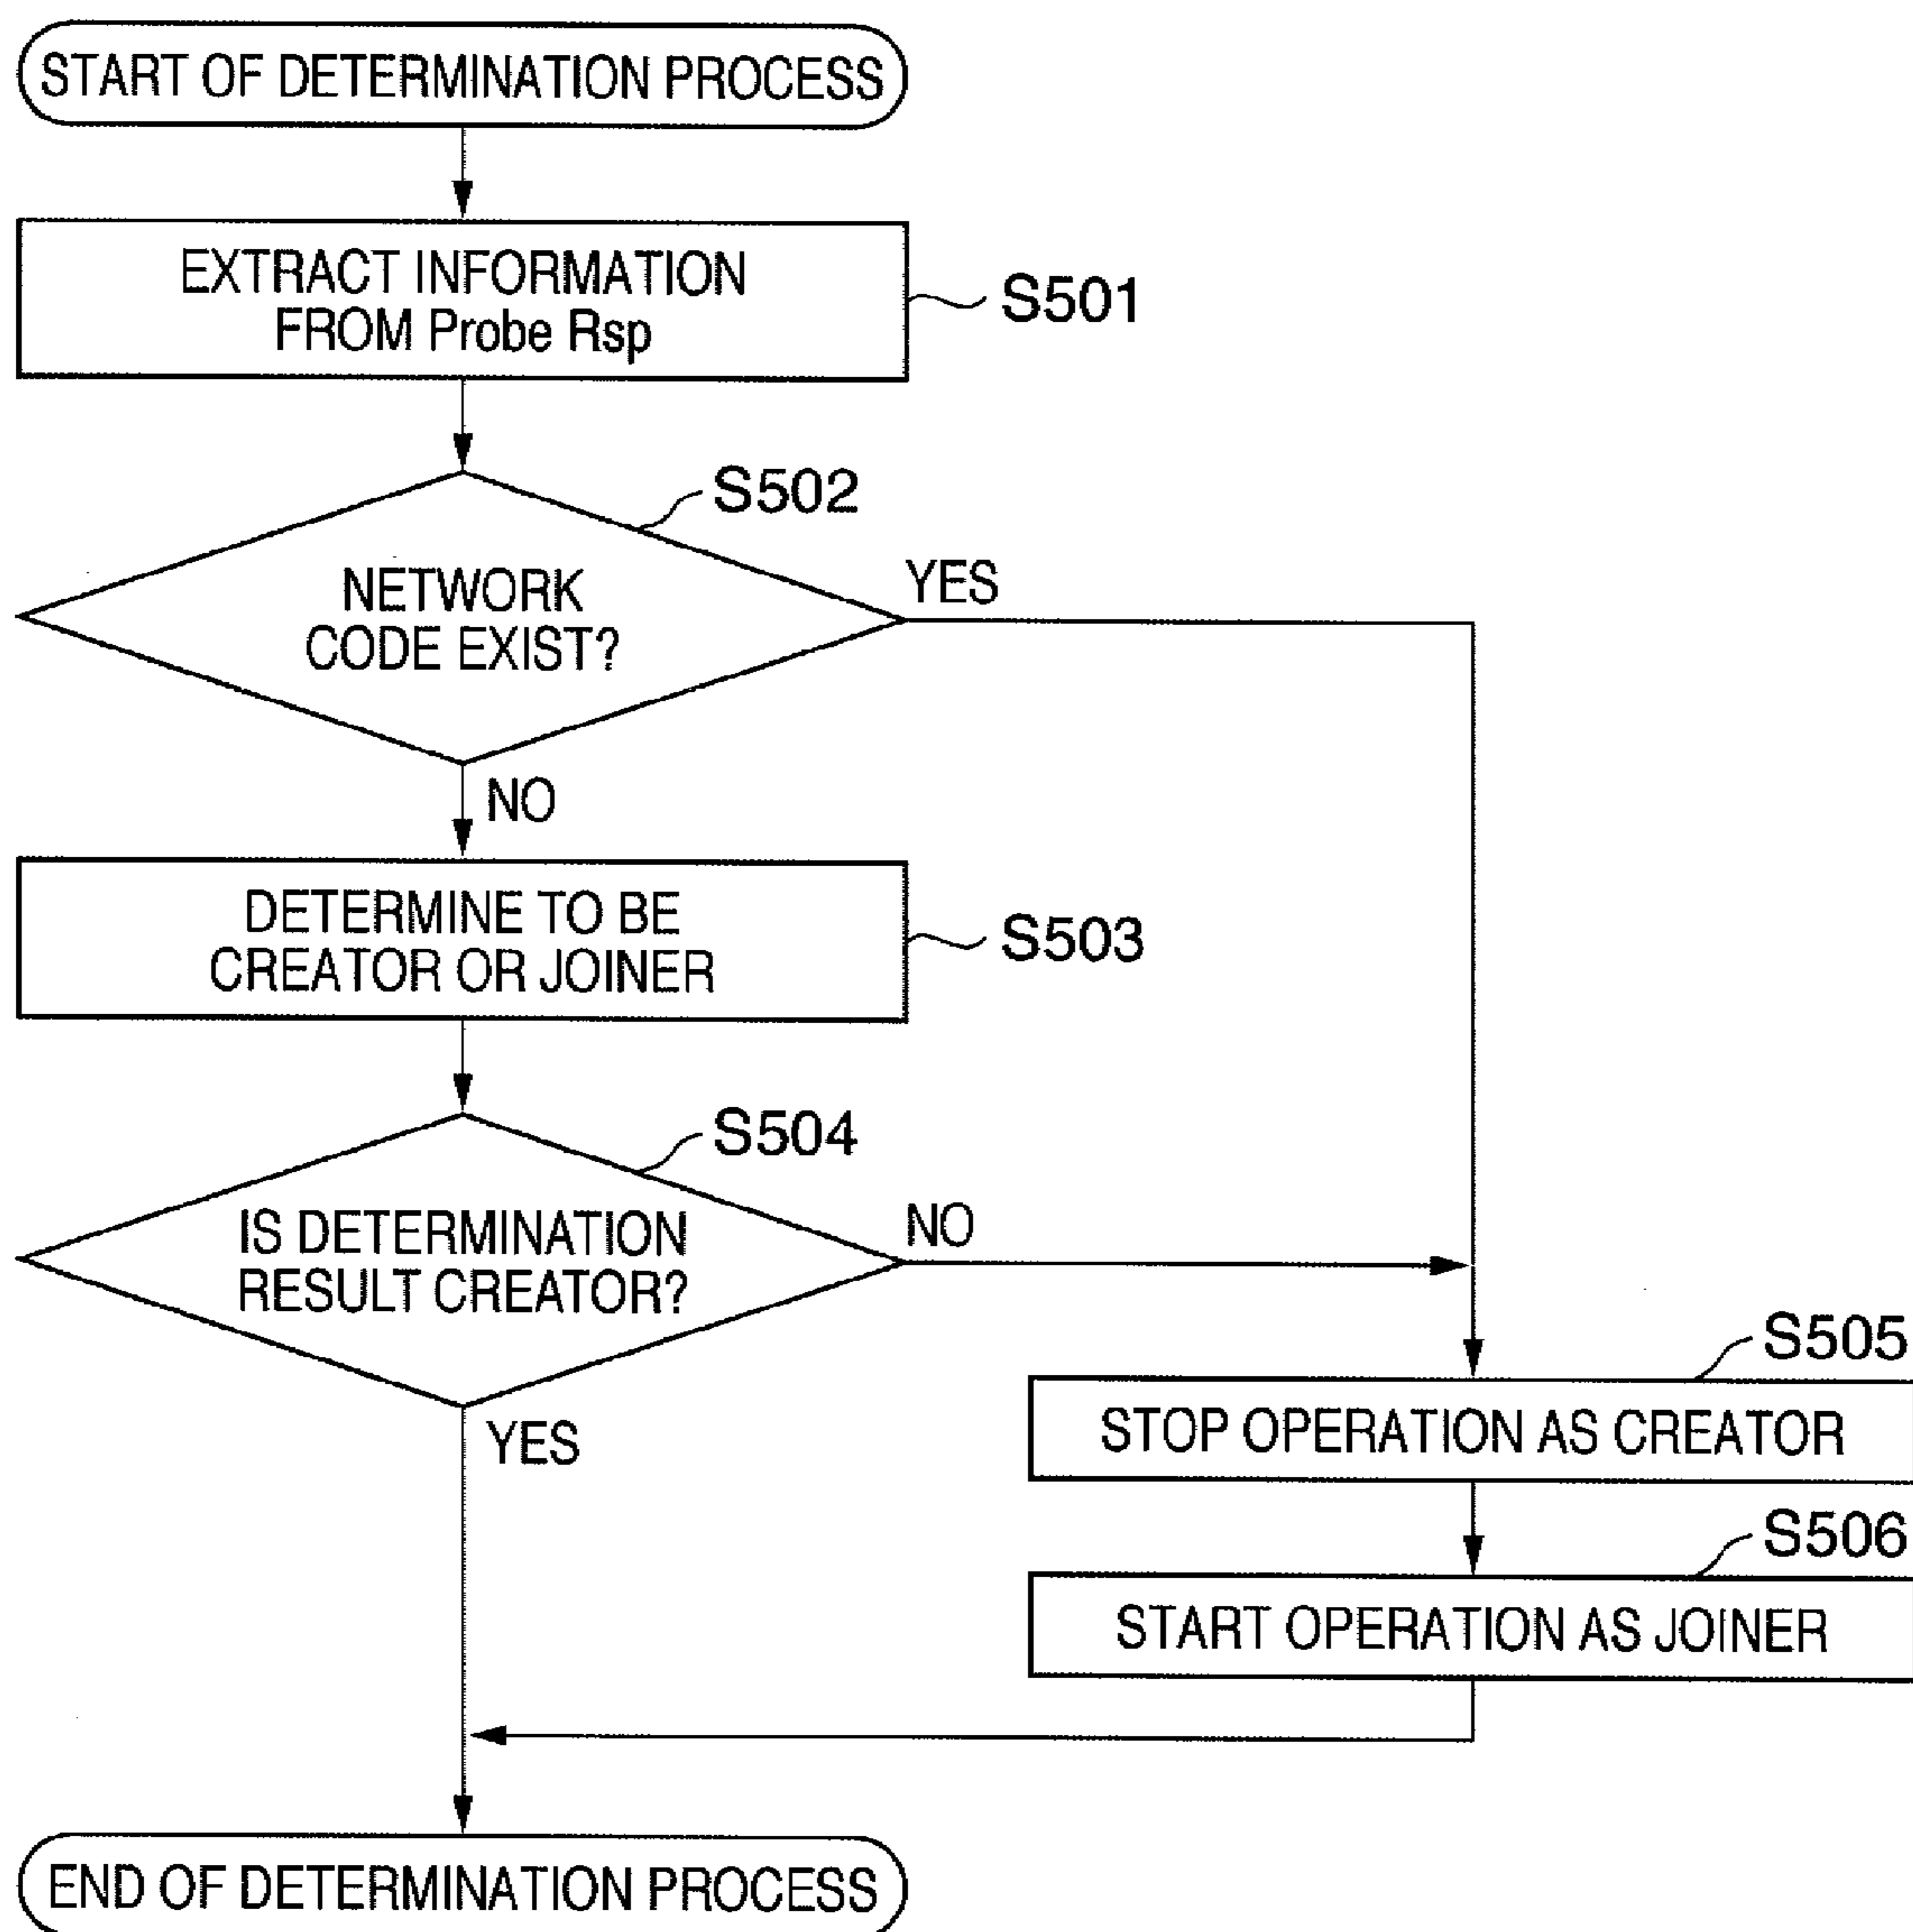 START OF DETERMINATION PROCESS
EXTRACT INFORMATION
FROM Probe Rsp
S501
S502
NETWORK
CODE EXIST?
YES
NO
DETERMINE TO BE
CREATOR OR JOINER
S503
S504
IS DETERMINATION
RESULT CREATOR?
NO
YES
S505
STOP OPERATION AS CREATOR
S506
START OPERATION AS JOINER
END OF DETERMINATION PROCESS